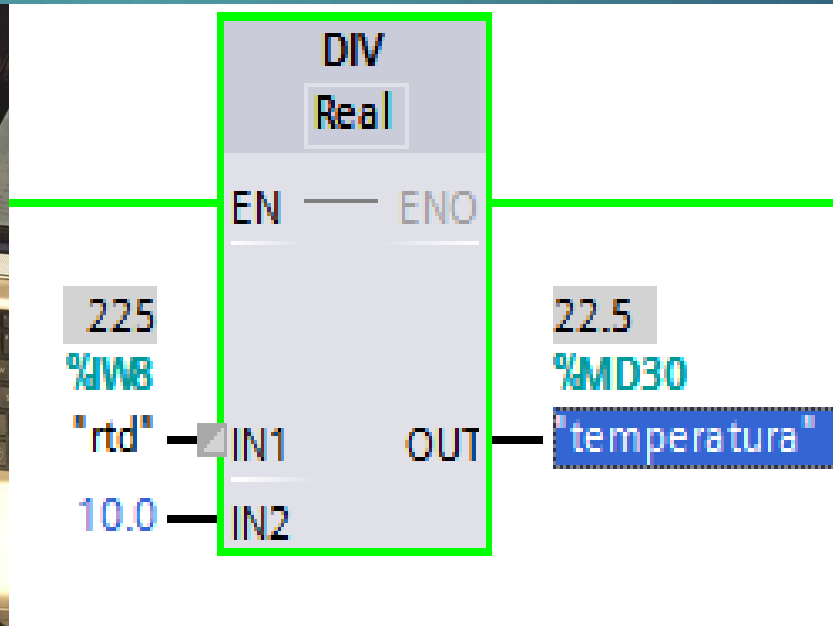 DIV
Real
EN ENO
225
%IW8
"rtd"
IN1
10.0
IN2
22.5
%MD30
OUT
"temperatura"